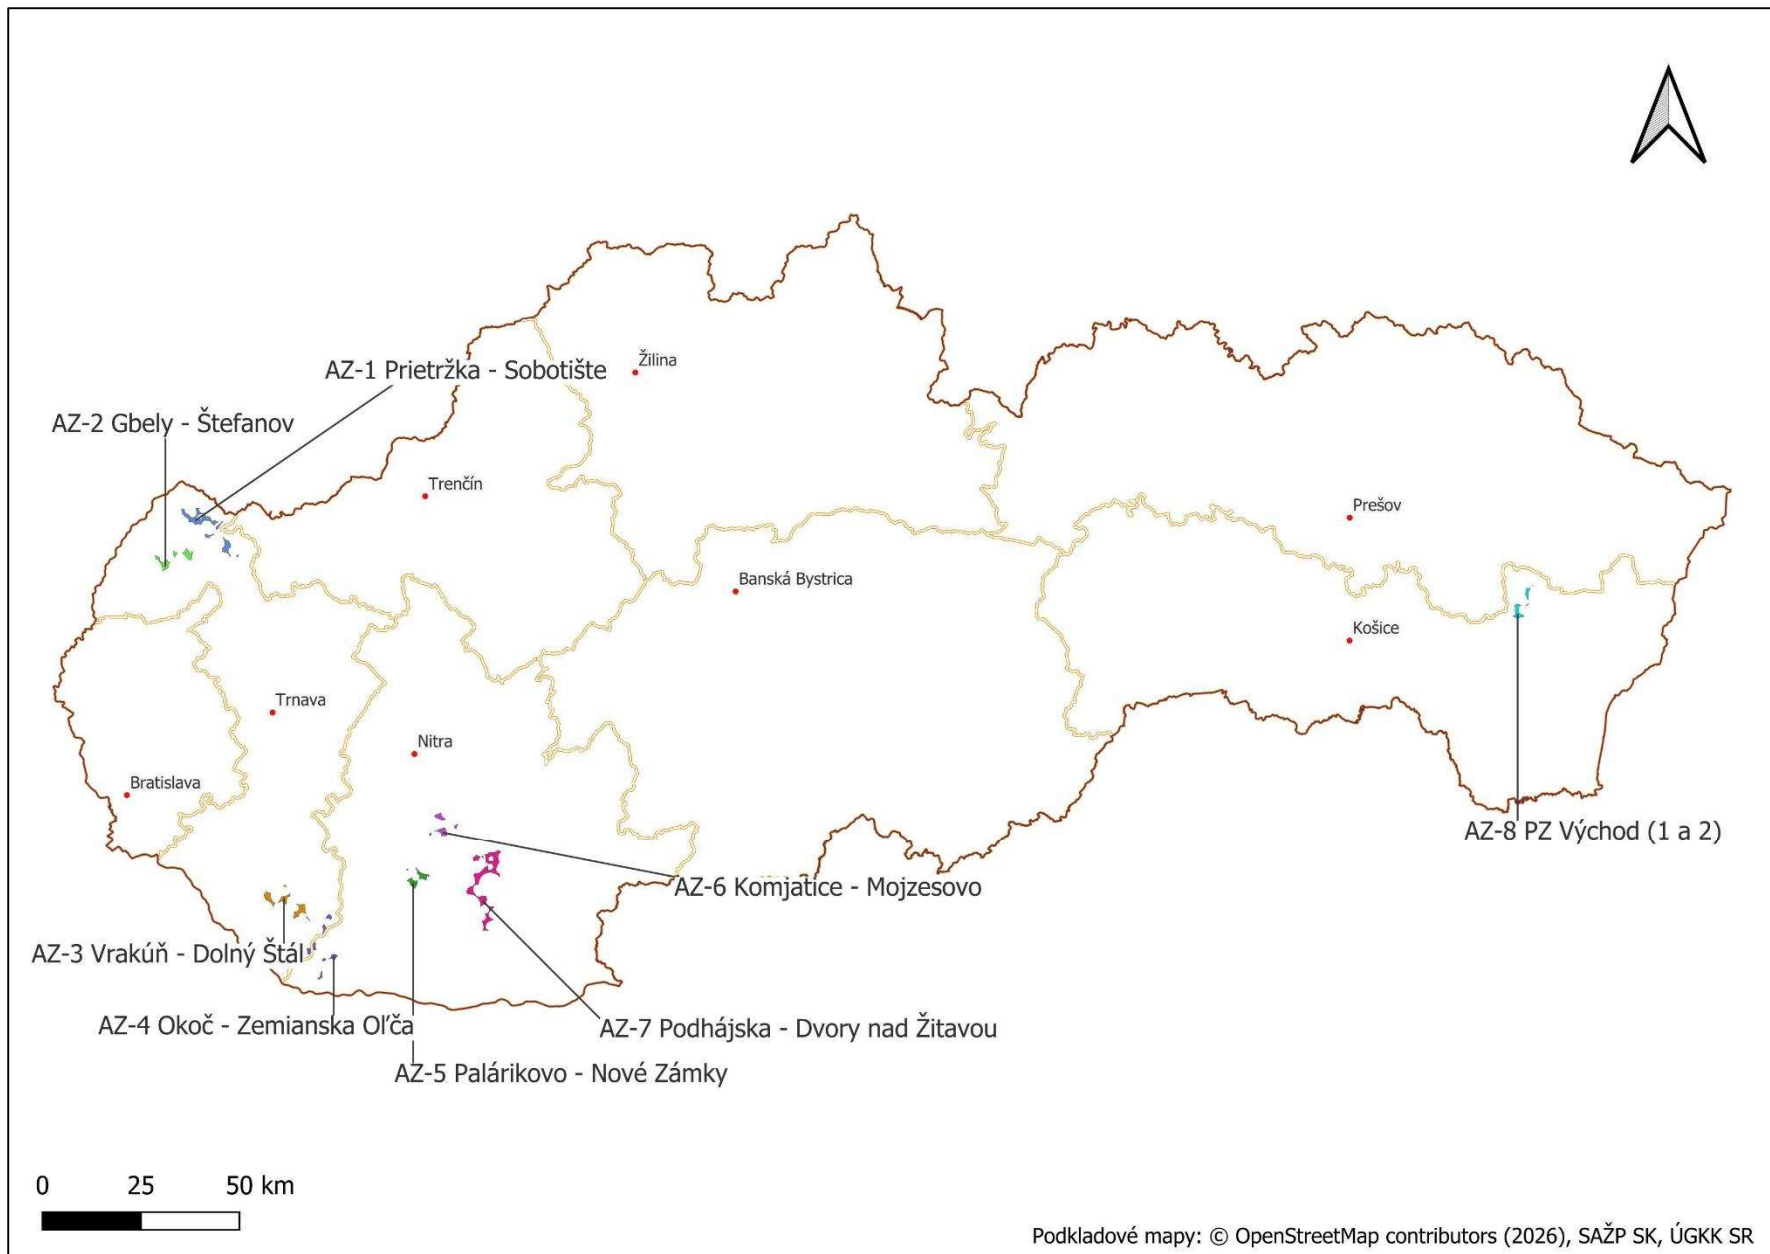 Žilina
AZ-1 Prietržka - Sobotište
AZ-2 Gbely - Štefanov
Trenčín
Prešov
Banská Bystrica
Košice
Trnava
Nitra
Bratislava
AZ-8 PZ Východ (1 a 2)
AZ-6 Komjatice - Mojzesovo
AZ-3 Vrakúň - Dolný Štál
AZ-4 Okoč - Zemianska Oľča
AZ-7 Podhájska - Dvory nad Žitavou
AZ-5 Palárikovo - Nové Zámky
0 25 50 km
Podkladové mapy: © OpenStreetMap contributors (2026), SAŽP SK, ÚGKK SR